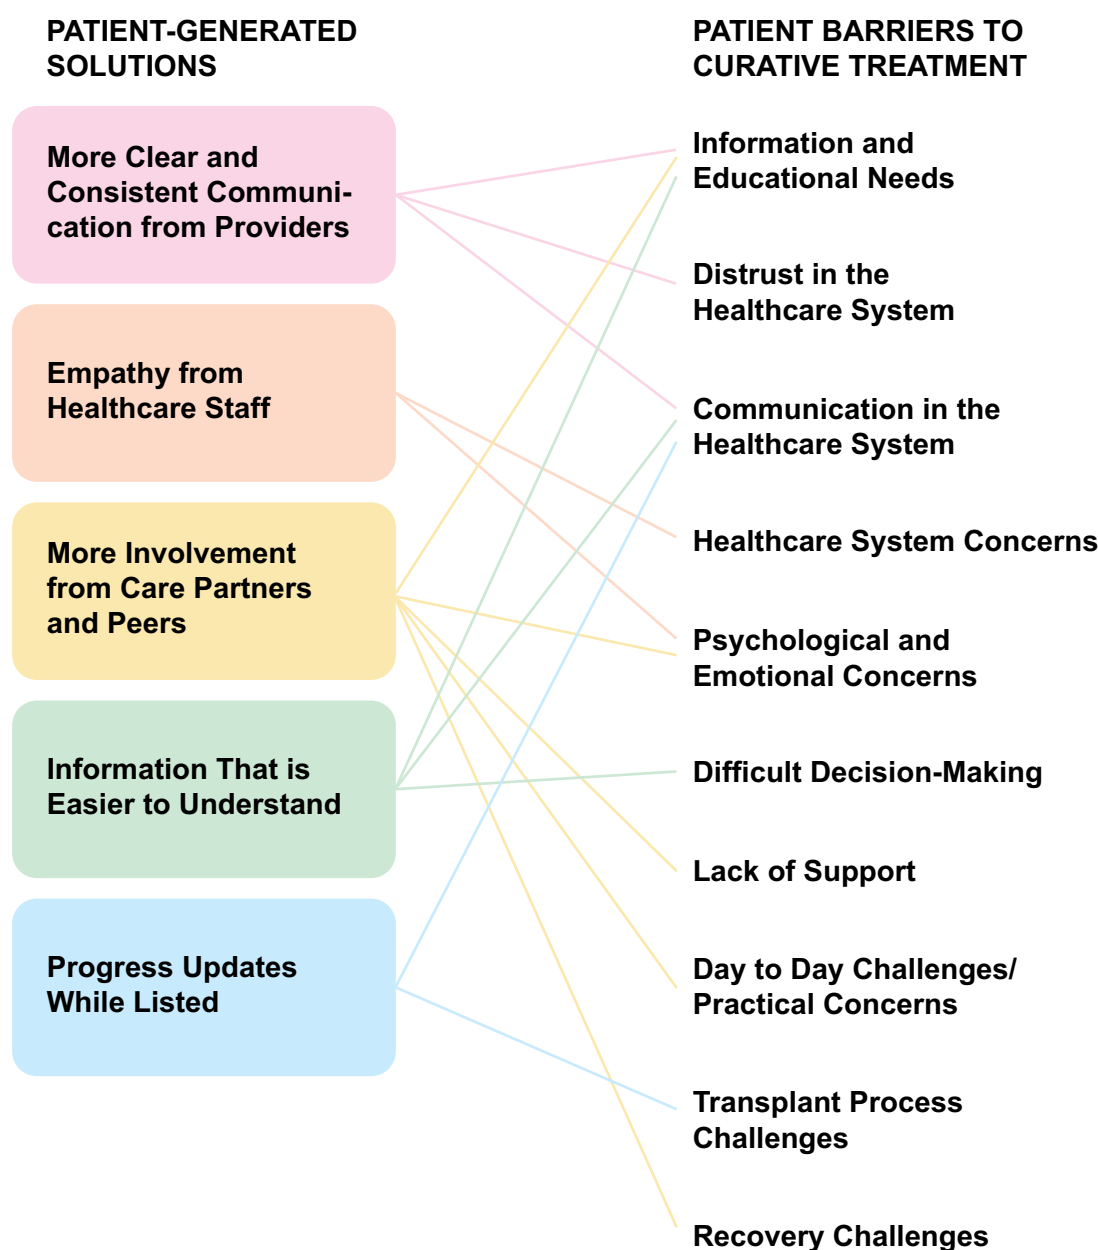 PATIENT-GENERATED
SOLUTIONS
More Clear and
Consistent Communi-
cation from Providers
Empathy from
Healthcare Staff
More Involvement
from Care Partners
and Peers
Information That is
Easier to Understand
Progress Updates
While Listed
PATIENT BARRIERS TO
CURATIVE TREATMENT
Information and
Educational Needs
Distrust in the
Healthcare System
Communication in the
Healthcare System
Healthcare System Concerns
Psychological and
Emotional Concerns
Difficult Decision-Making
Lack of Support
Day to Day Challenges/
Practical Concerns
Transplant Process
Challenges
Recovery Challenges